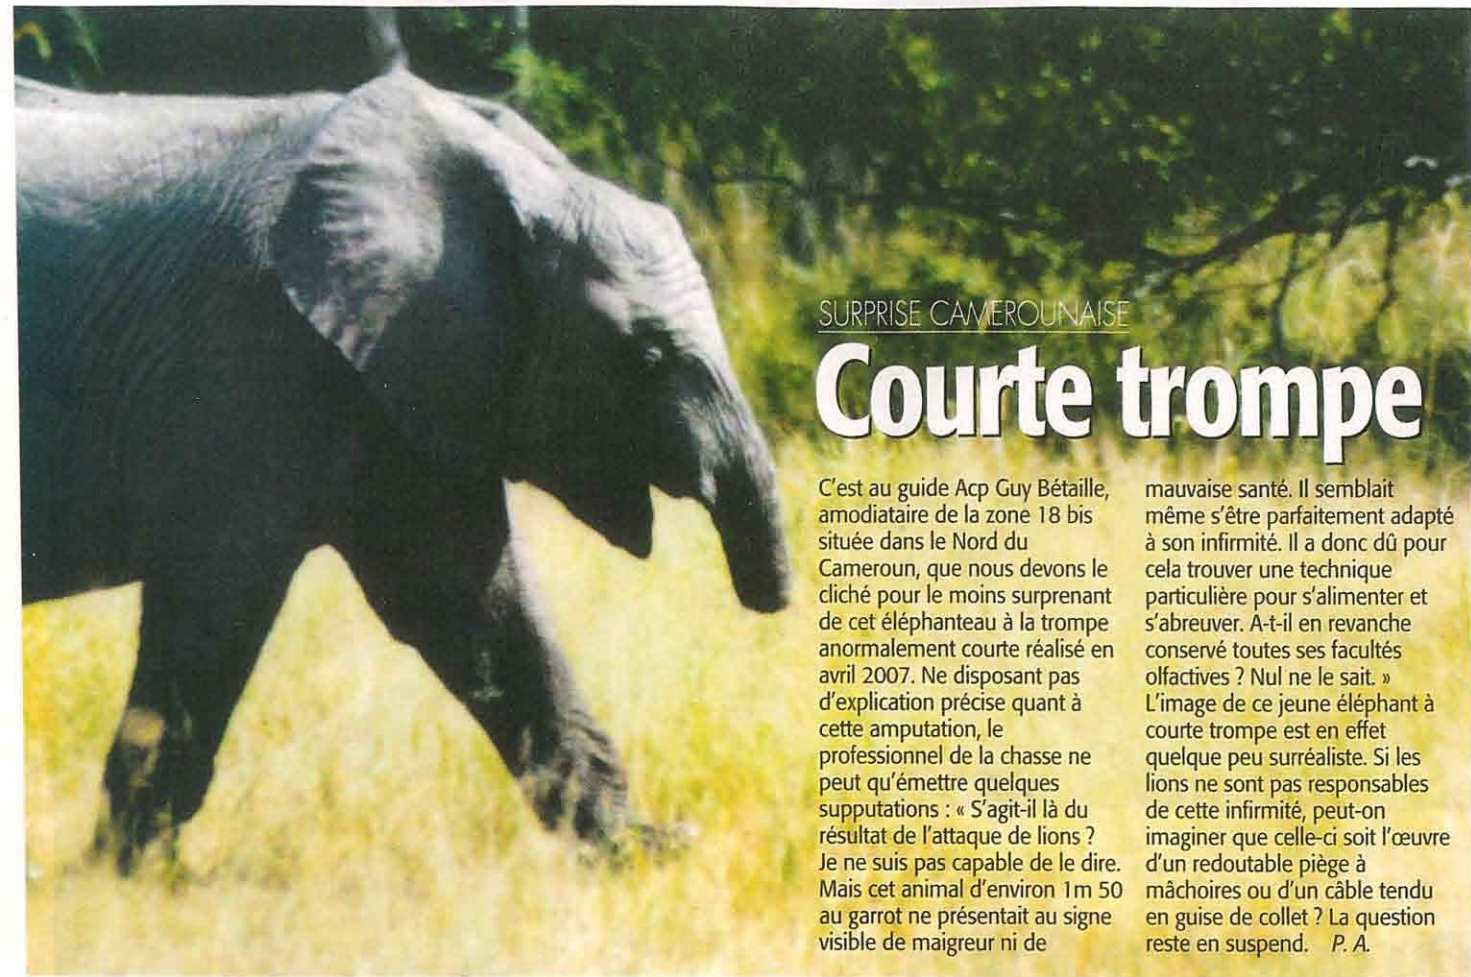 SURPRISE CAMEROUNAISE
Courte trompe
C'est au guide Acp Guy Bétaille,
amodiataire de la zone 18 bis
située dans le Nord du
Cameroun, que nous devons le
cliché pour le moins surprenant
de cet éléphanteau à la trompe
anormalement courte réalisé en
avril 2007. Ne disposant pas
d'explication précise quant à
cette amputation, le
professionnel de la chasse ne
peut qu'émettre quelques
supputations : « S'agit-il là du
résultat de l'attaque de lions ?
Je ne suis pas capable de le dire.
Mais cet animal d'environ 1m 50
au garrot ne présentait au signe
visible de maigreur ni de
mauvaise santé. Il semblait
même s'être parfaitement adapté
à son infirmité. Il a donc dû pour
cela trouver une technique
particulière pour s'alimenter et
s'abreuver. A-t-il en revanche
conservé toutes ses facultés
olfactives ? Nul ne le sait. »
L'image de ce jeune éléphant à
courte trompe est en effet
quelque peu surréaliste. Si les
lions ne sont pas responsables
de cette infirmité, peut-on
imaginer que celle-ci soit l'œuvre
d'un redoutable piège à
mâchoires ou d'un câble tendu
en guise de collet ? La question
reste en suspend. P. A.